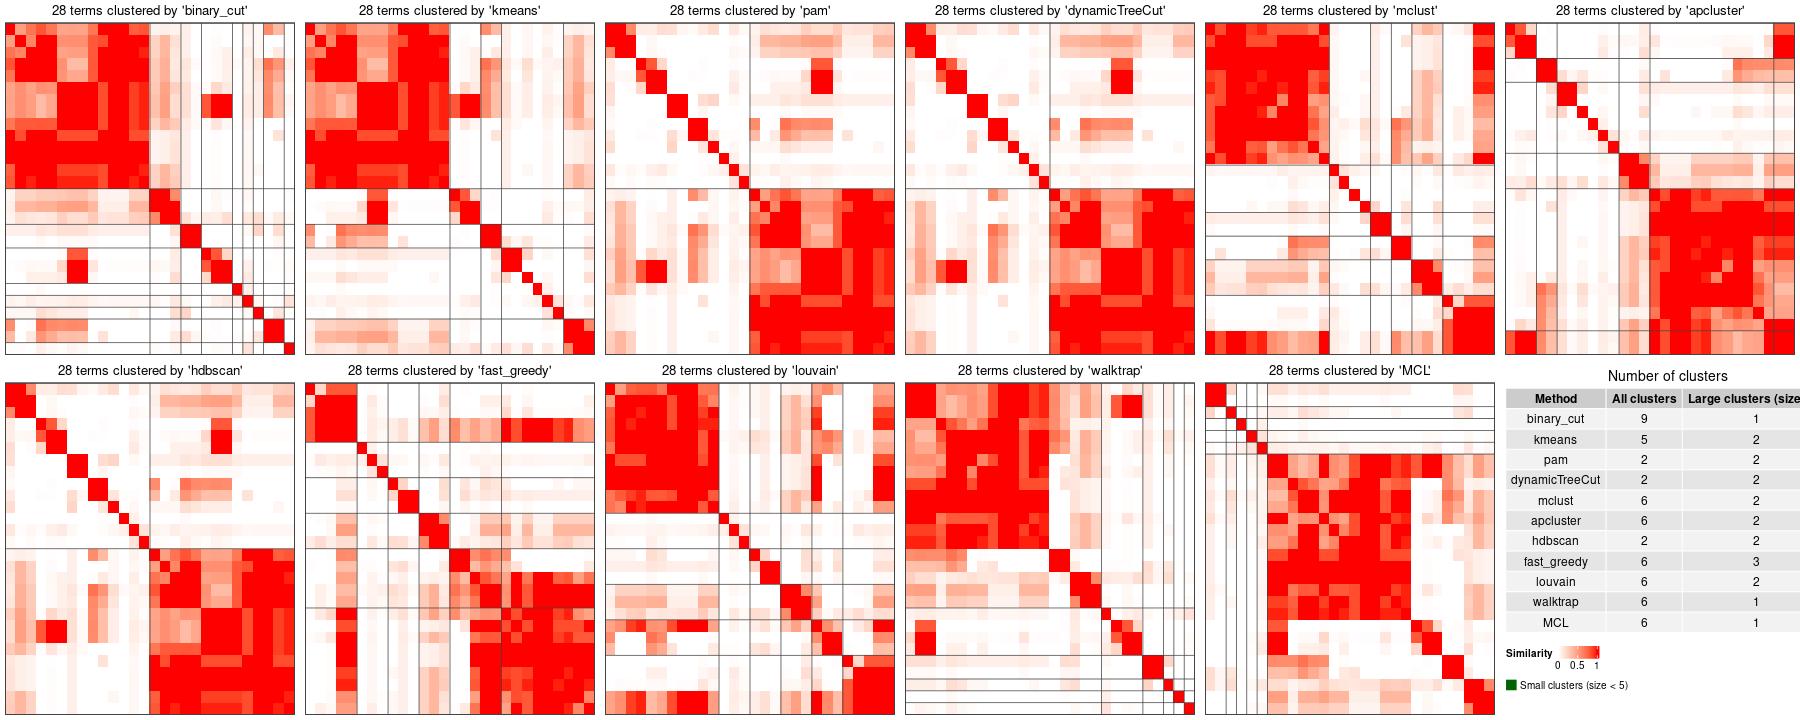 28 terms clustered by 'binary_cut'
28 terms clustered by 'kmeans'
28 terms clustered by 'pam'
28 terms clustered by 'dynamicTreeCut'
28 terms clustered by 'mclust'
28 terms clustered by 'apcluster'
28 terms clustered by 'hdbscan'
28 terms clustered by 'fast_greedy'
28 terms clustered by 'louvain'
28 terms clustered by 'walktrap'
28 terms clustered by 'MCL'
Number of clusters
Method All clusters Large clusters (size
binary_cut 9 1
kmeans 5 2
pam 2 2
dynamicTreeCut 2 2
mclust 6 2
apcluster 6 2
hdbscan 2 2
fast_greedy 6 3
louvain 6 2
walktrap 6 1
MCL 6 1
Similarity
0 0.5 1
Small clusters (size < 5)